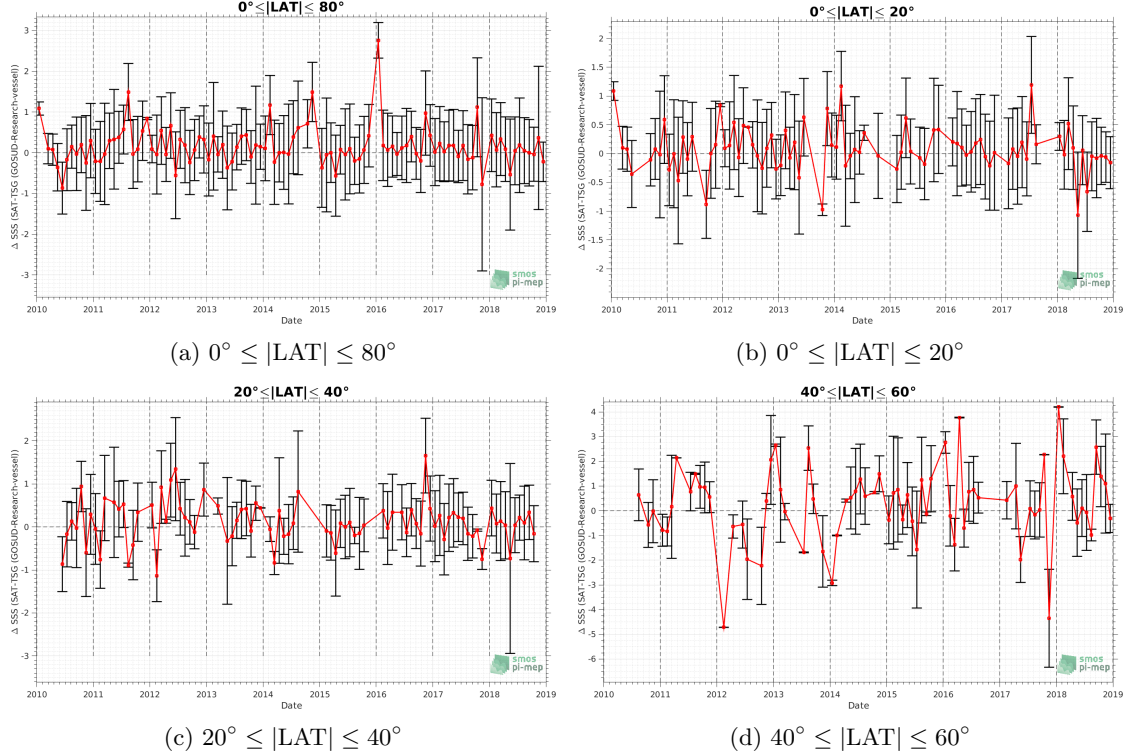 0°≤|LAT|≤ 80°
Δ SSS (SAT-TSG (GOSUD-Research-vessel))
3
2
1
0
-1
-2
-3
2010 2011 2012 2013 2014 2015 2016 2017 2018 2019
Date
smos
pi-mep
(a) 0° ≤ |LAT| ≤ 80°
0°≤|LAT|≤ 20°
Δ SSS (SAT-TSG (GOSUD-Research-vessel))
2
1.5
1
0.5
0
-0.5
-1
-1.5
-2
2010 2011 2012 2013 2014 2015 2016 2017 2018 2019
Date
smos
pi-mep
(b) 0° ≤ |LAT| ≤ 20°
20°≤|LAT|≤ 40°
Δ SSS (SAT-TSG (GOSUD-Research-vessel))
2
1
0
-1
-2
-3
2010 2011 2012 2013 2014 2015 2016 2017 2018 2019
Date
smos
pi-mep
(c) 20° ≤ |LAT| ≤ 40°
40°≤|LAT|≤ 60°
Δ SSS (SAT-TSG (GOSUD-Research-vessel))
4
3
2
1
0
-1
-2
-3
-4
-5
-6
2010 2011 2012 2013 2014 2015 2016 2017 2018 2019
Date
smos
pi-mep
(d) 40° ≤ |LAT| ≤ 60°